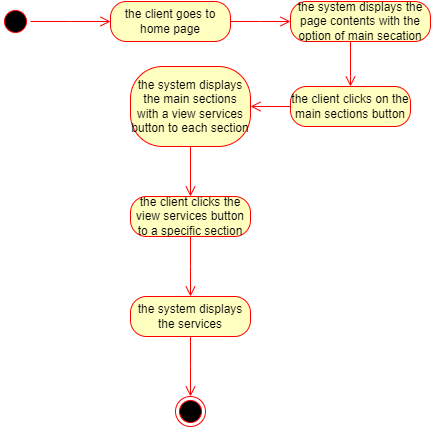 the client goes to
home page
the system displays the
page contents with the
option of main secation
the client clicks on the
main sections button
the system displays
the main sections
with a view services
button to each section
the client clicks the
view services button
to a specific section
the system displays
the services